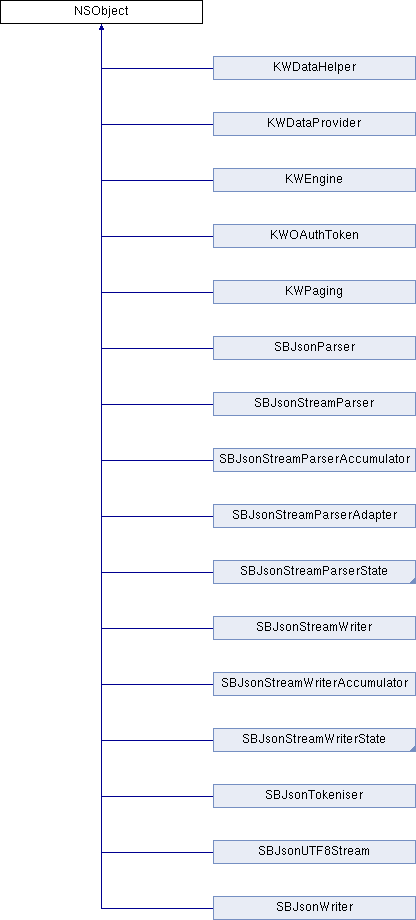 NSObject
KWDataHelper
KWDataProvider
KWEngine
KWOAuthToken
KWPaging
SBJsonParser
SBJsonStreamParser
SBJsonStreamParserAccumulator
SBJsonStreamParserAdapter
SBJsonStreamParserState
SBJsonStreamWriter
SBJsonStreamWriterAccumulator
SBJsonStreamWriterState
SBJsonTokeniser
SBJsonUTF8Stream
SBJsonWriter